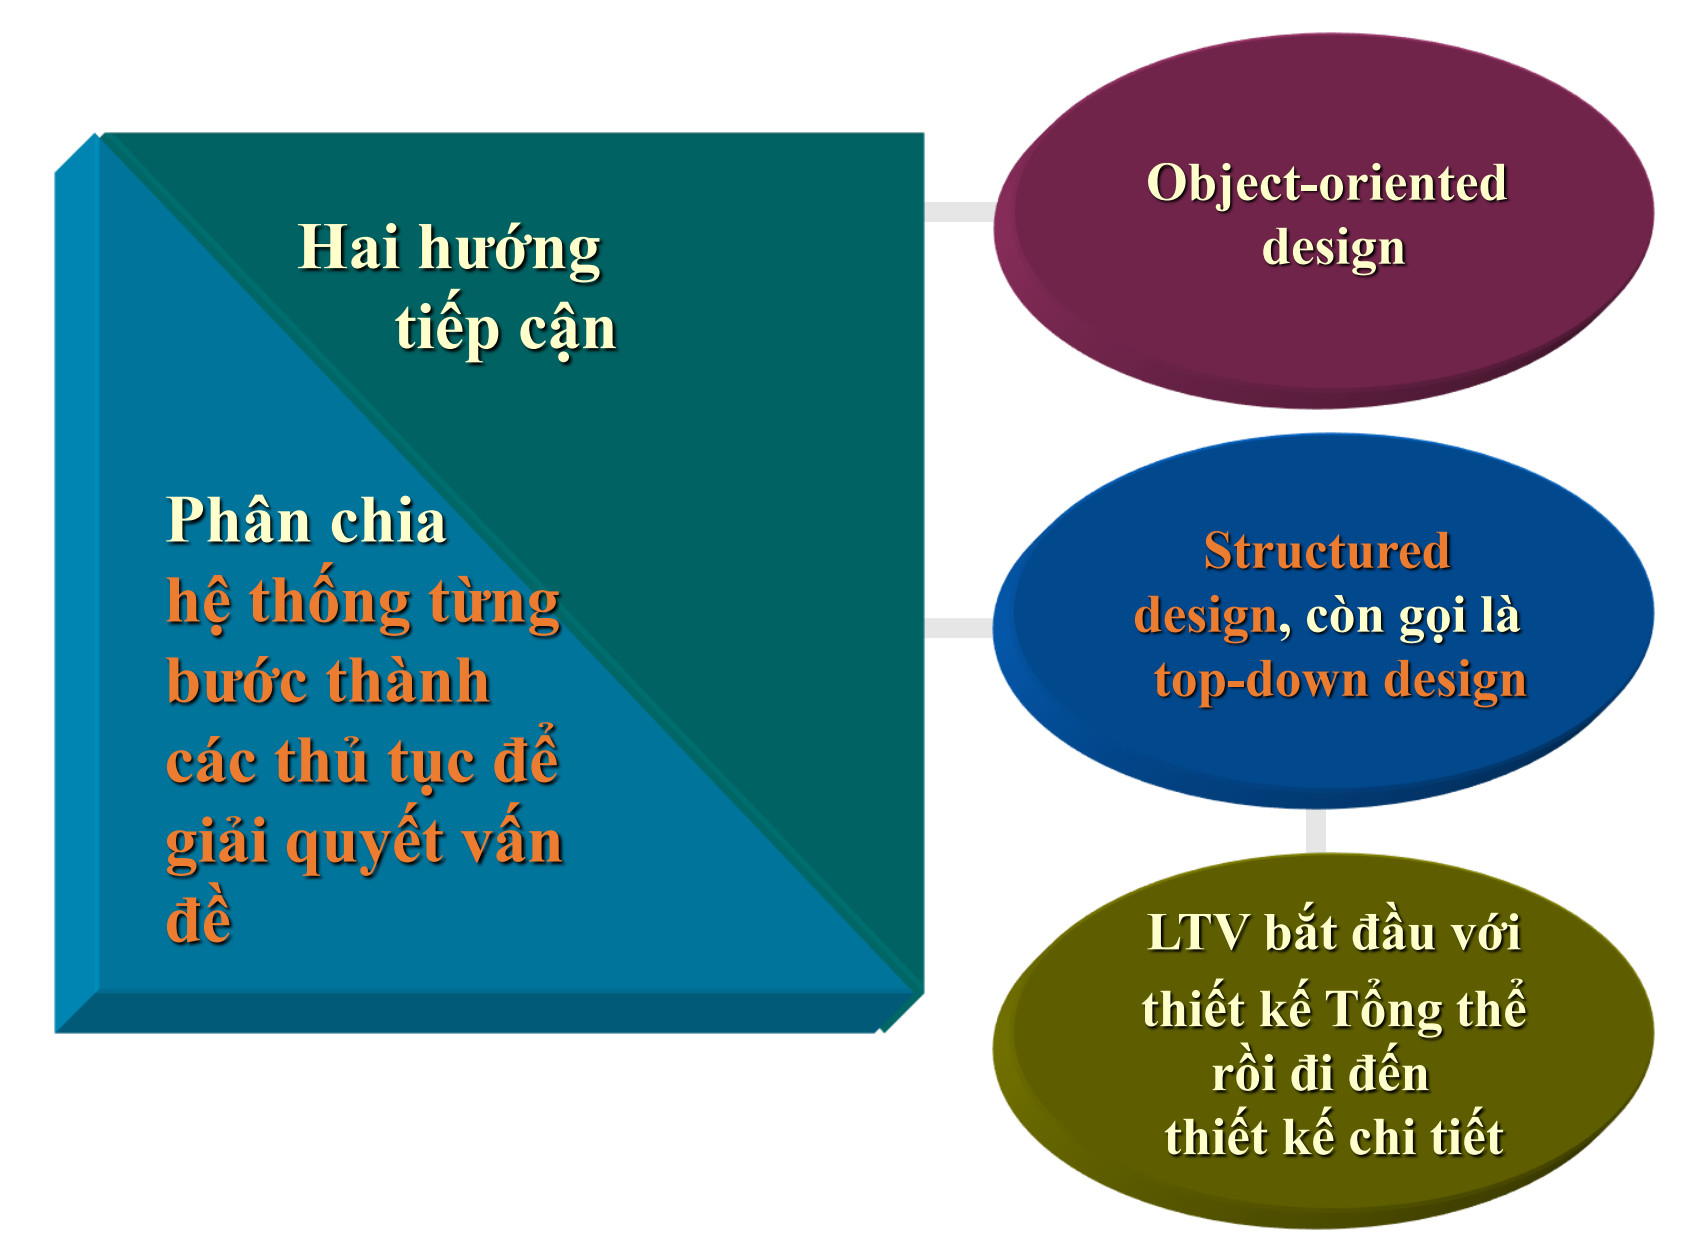 Hai hướng
tiếp cận
Phân chia
hệ thống từng
bước thành
các thủ tục để
giải quyết vấn
đề
Object-oriented
design
Structured
design, còn gọi là
top-down design
LTV bắt đầu với
thiết kế Tổng thể
rồi đi đến
thiết kế chi tiết